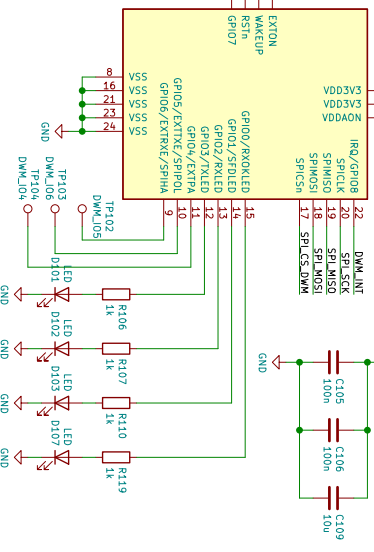 GPIO7
RSTn
WAKEUP
EXTON
8 VSS
16 VSS
21 VSS
23 VSS
24 VSS
GND
VDD3V3
VDD3V3
VDDAON
GPIO6/EXTRXE/SPIHA
GPIO5/EXTTXE/SPIPOL
GPIO4/EXTPA
GPIO3/TXLED
GPIO2/RXLED
GPIO1/SFDLED
GPIO0/RXOKLED
SPICSn
SPIMOSI
SPIMISO
SPICLK
IRQ/GPIO8
9
10
11
12
13
14
15
17
18
19
20
22
TP104
DWM_IO4
TP103
DWM_IO6
TP102
DWM_IO5
SPI_CS_DWM
SPI_MOSI
SPI_MISO
SPI_SCK
DWM_INT
GND
D101
LED
R106
1k
GND
D102
LED
R107
1k
GND
D103
LED
R110
1k
GND
D107
LED
R119
1k
GND
C105
100n
C106
100n
C109
10u